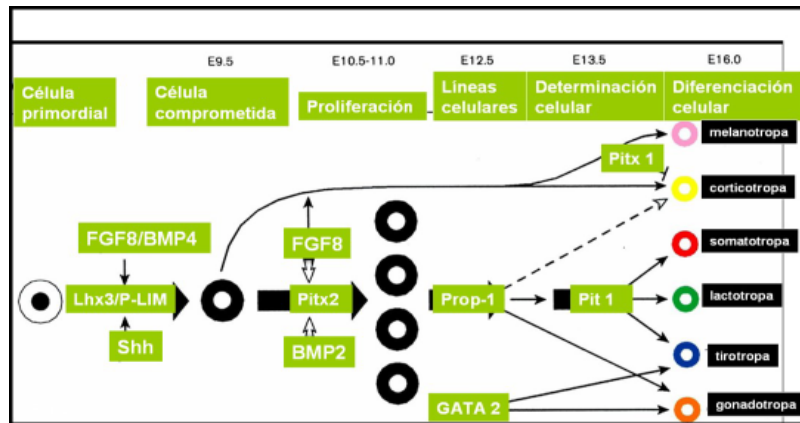 E9.5
E10.5-11.0
E12.5
E13.5
E16.0
Célula
primordial
Célula
comprometida
Proliferación
Lineas
celulares
Determinación
celular
Diferenciación
celular
melanotropa
Pitx 1
corticotropa
FGF8/BMP4
FGF8
somatotropa
Lhx3/P-LIM
Pitx2
Prop-1
Pit 1
lactotropa
Shh
BMP2
tirotropa
GATA 2
gonadotropa